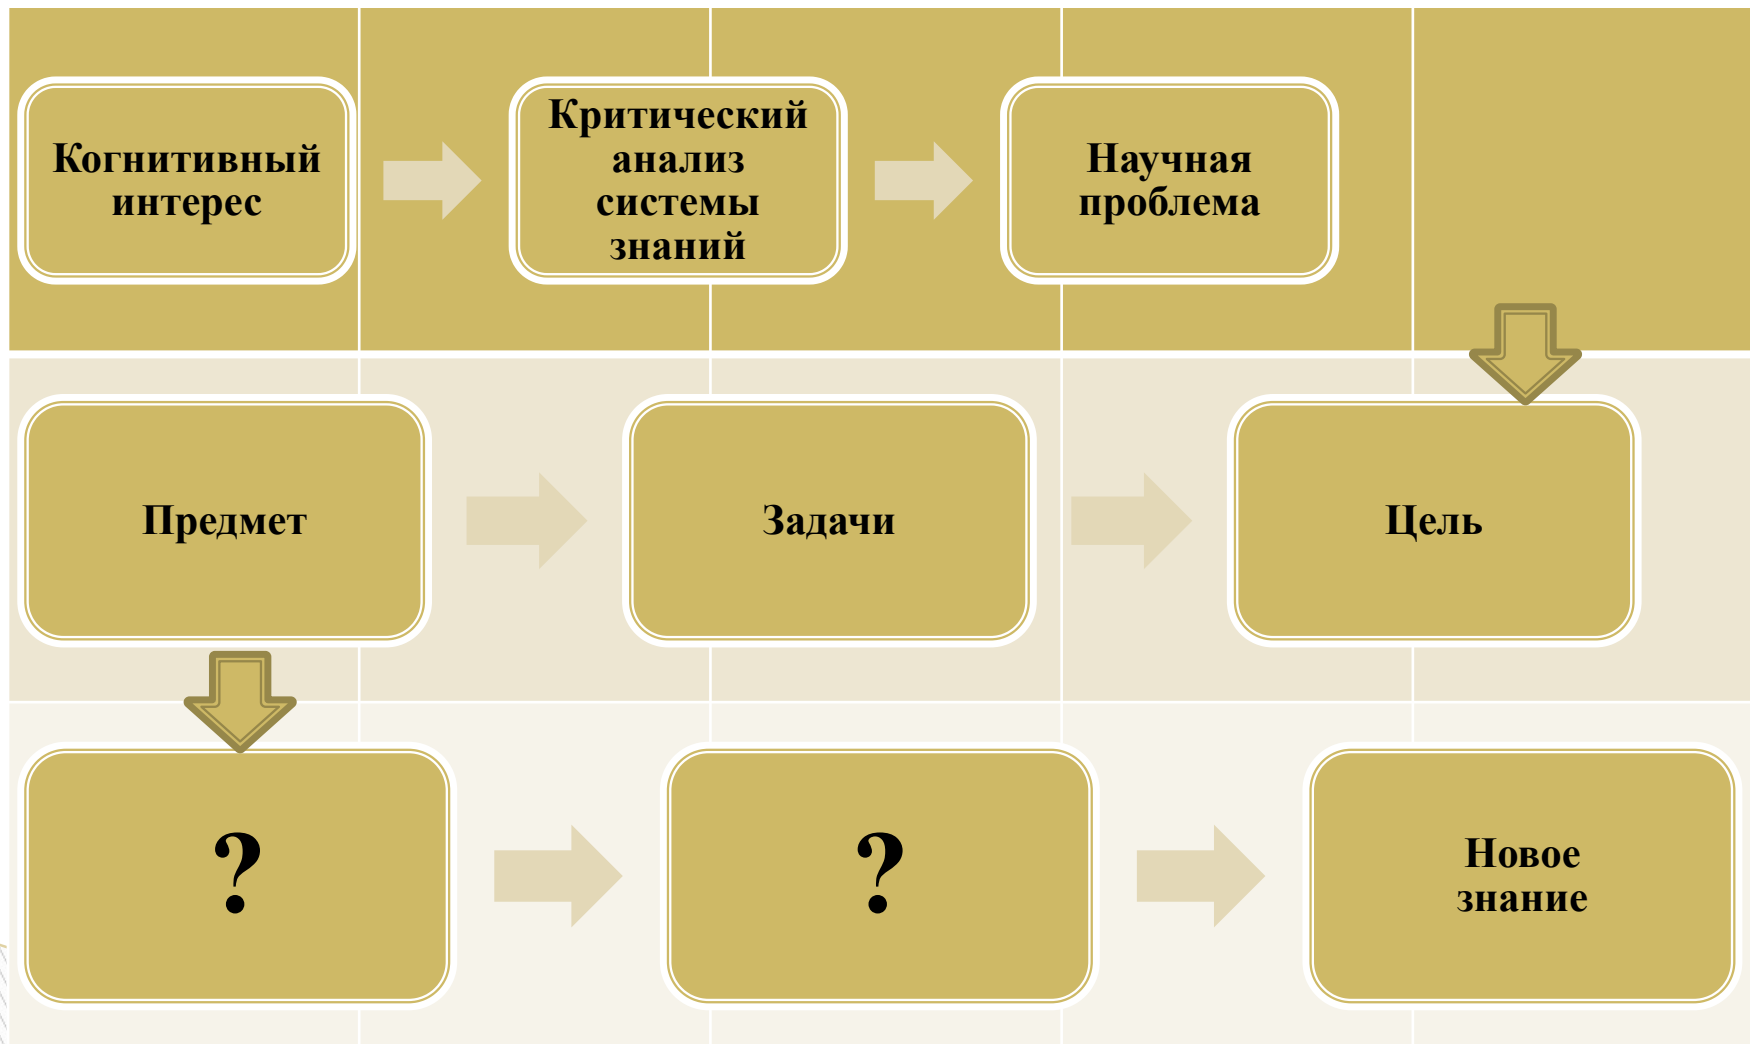 Когнитивный
интерес
Критический
анализ
системы
знаний
Научная
проблема
Предмет
Задачи
Цель
?
?
Новое
знание